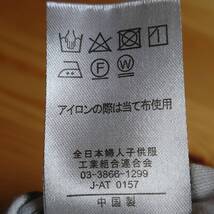 アイロンの際は当て布使用
全日本婦人子供服
工業組合連合会
03-3866-1299
J-AT 0157
中国製